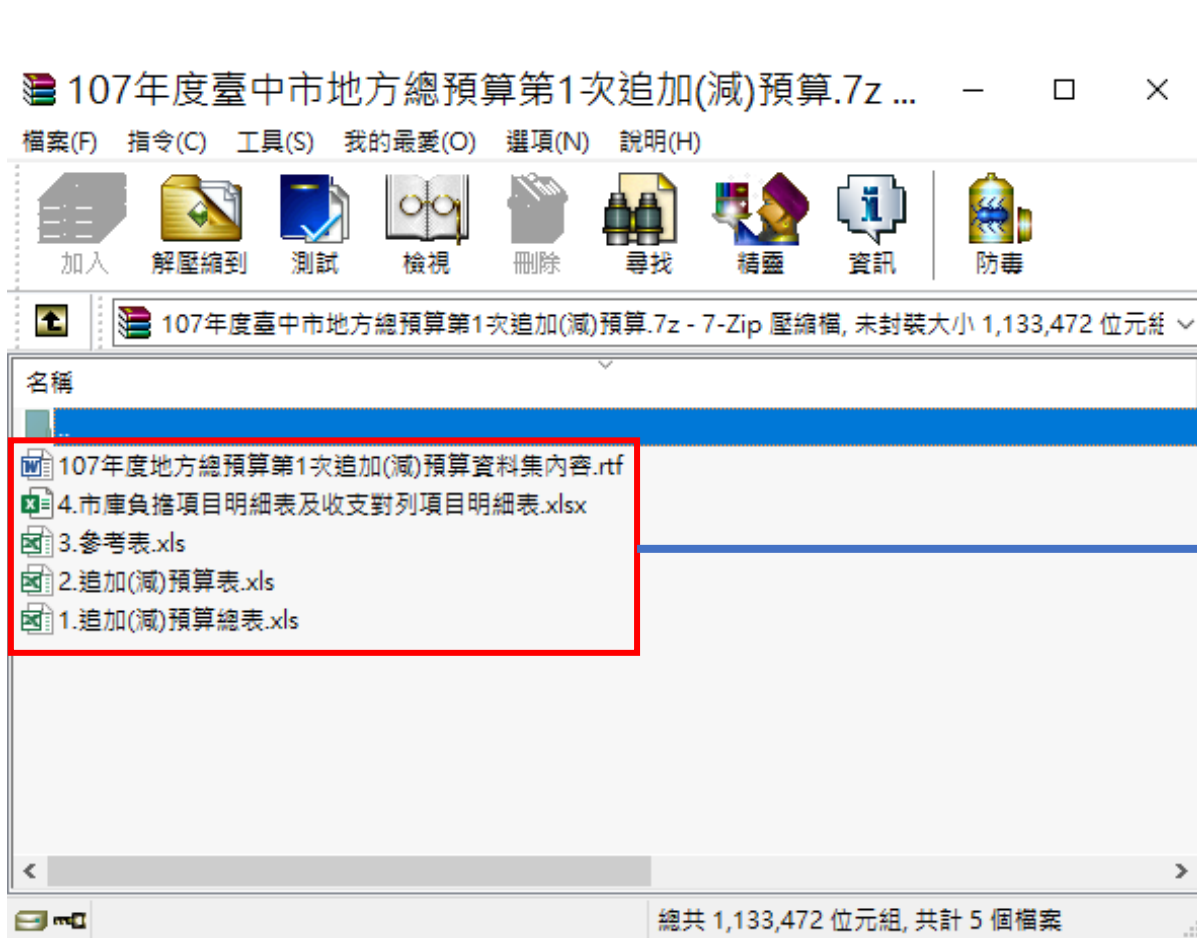 107年度臺中市地方總預算第1次追加(減)預算.7z ...
檔案(F) 指令(C) 工具(S) 我的最愛(O) 選項(N) 說明(H)
加入 解壓縮到 測試 檢視 刪除 尋找 精靈 資訊 防毒
107年度臺中市地方總預算第1次追加(減)預算.7z - 7-Zip 壓縮檔, 未封裝大小 1,133,472 位元組
名稱
..
107年度地方總預算第1次追加(減)預算資料集內容.rtf
4.市庫負擔項目明細表及收支對列項目明細表.xlsx
3.參考表.xls
2.追加(減)預算表.xls
1.追加(減)預算總表.xls
總共 1,133,472 位元組, 共計 5 個檔案